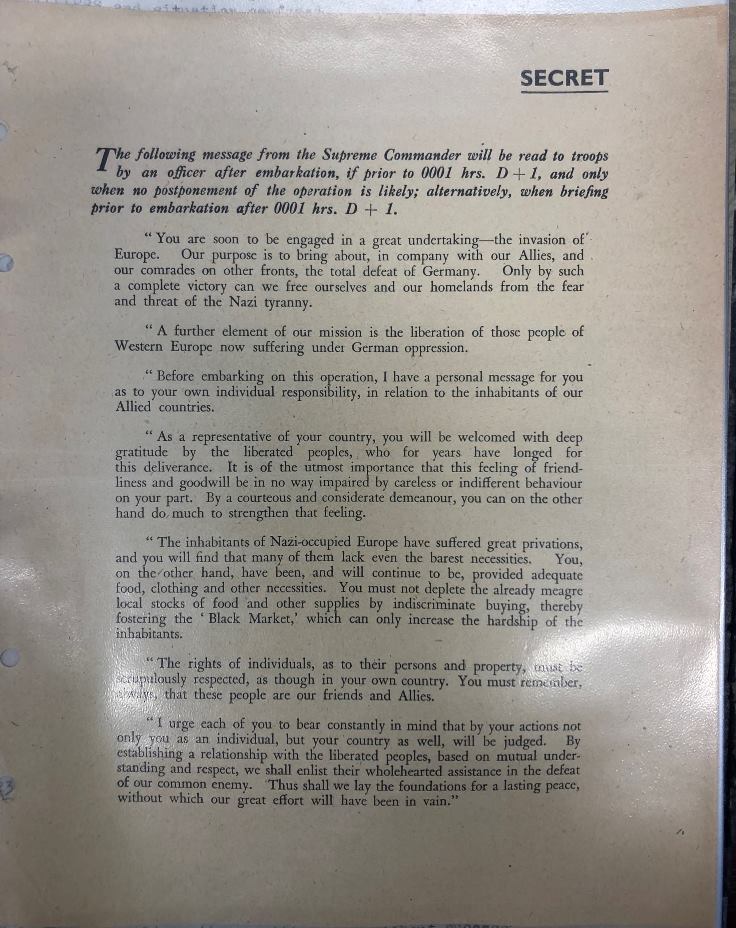 SECRET
The following message from the Supreme Commander will be read to troops
by an officer after embarkation, if prior to 0001 hrs. D + 1, and only
when no postponement of the operation is likely; alternatively, when briefing
prior to embarkation after 0001 hrs. D + 1.
“ You are soon to be engaged in a great undertaking—the invasion of
Europe. Our purpose is to bring about, in company with our Allies, and
our comrades on other fronts, the total defeat of Germany. Only by such
a complete victory can we free ourselves and our homelands from the fear
and threat of the Nazi tyranny.
“ A further element of our mission is the liberation of those people of
Western Europe now suffering under German oppression.
“ Before embarking on this operation, I have a personal message for you
as to your own individual responsibility, in relation to the inhabitants of our
Allied countries.
“ As a representative of your country, you will be welcomed with deep
gratitude by the liberated peoples, who for years have longed for
this deliverance. It is of the utmost importance that this feeling of friend-
liness and goodwill be in no way impaired by careless or indifferent behaviour
on your part. By a courteous and considerate demeanour, you can on the other
hand do much to strengthen that feeling.
“ The inhabitants of Nazi-occupied Europe have suffered great privations,
and you will find that many of them lack even the barest necessities. You,
on the other hand, have been, and will continue to be, provided adequate
food, clothing and other necessities. You must not deplete the already meagre
local stocks of food and other supplies by indiscriminate buying, thereby
fostering the ‘ Black Market,’ which can only increase the hardship of the
inhabitants.
“ The rights of individuals, as to their persons and property, must be
scrupulously respected, as though in your own country. You must remember,
always, that these people are our friends and Allies.
“ I urge each of you to bear constantly in mind that by your actions not
only you as an individual, but your country as well, will be judged. By
establishing a relationship with the liberated peoples, based on mutual under-
standing and respect, we shall enlist their wholehearted assistance in the defeat
of our common enemy. Thus shall we lay the foundations for a lasting peace,
without which our great effort will have been in vain.”